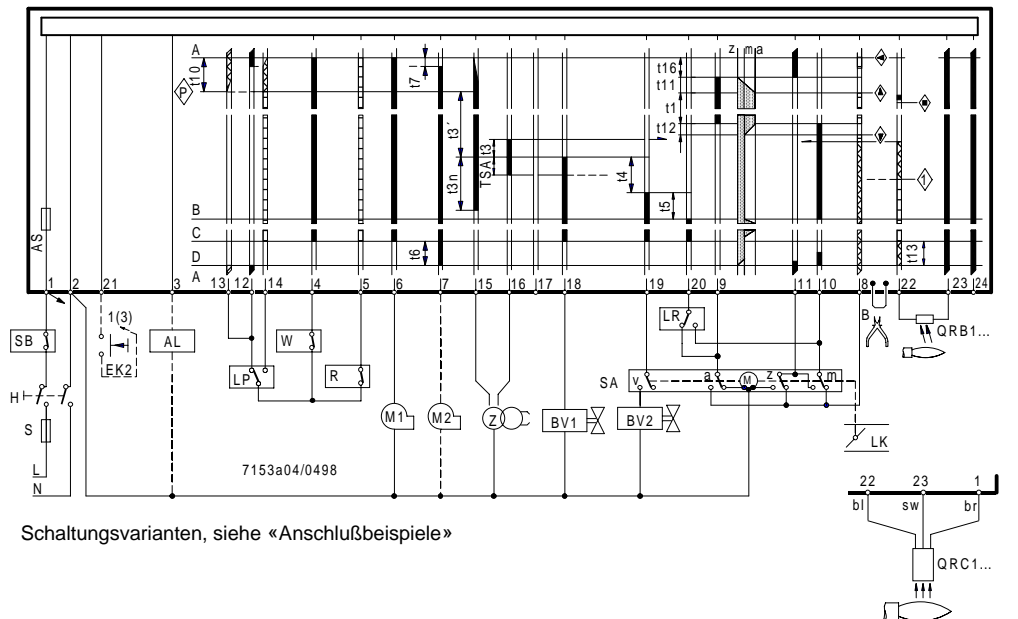 A
z m a
t10
t7
t16
P
t11
t3´
t1
t12
t3
TSA
t3n
t4
1
t5
B
C
t6
t13
D
A
AS
1 2 21 3 13 12 14 4 5 6 7 15 16 17 18 19 20 9 11 10 8 22 23 24
1(3)
B
QRB1...
SB
EK2
AL
W
LR
LP
R
SA v a M z m
H
M1
M2
Z
BV1
BV2
S
LK
L
N
7153a04/0498
22 23 1
bl sw br
Schaltungsvarianten, siehe «Anschlußbeispiele»
QRC1...